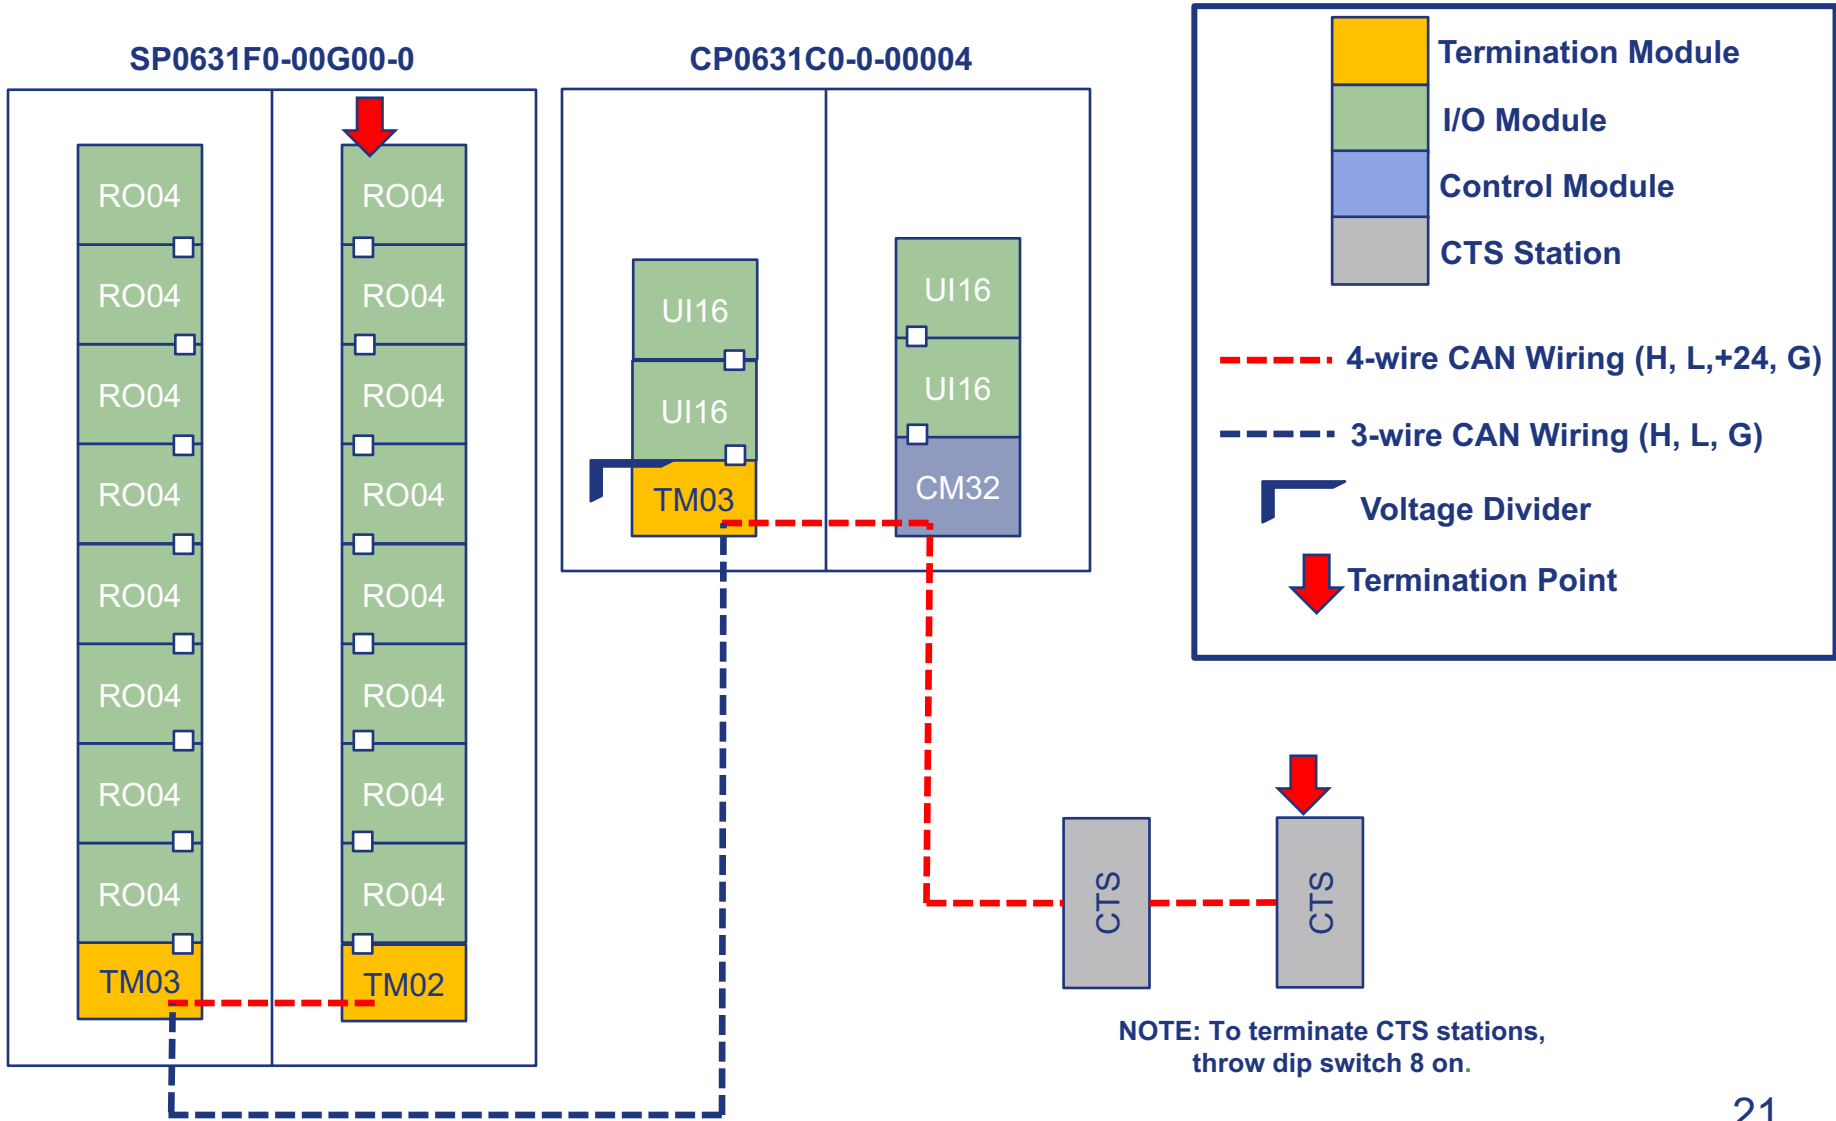 SP0631F0-00G00-0
CP0631C0-0-00004
RO04
RO04
RO04
RO04
RO04
RO04
RO04
RO04
TM03
RO04
RO04
RO04
RO04
RO04
RO04
RO04
RO04
TM02
UI16
UI16
TM03
UI16
UI16
CM32
CTS
CTS
NOTE: To terminate CTS stations,
throw dip switch 8 on.
Termination Module
I/O Module
Control Module
CTS Station
4-wire CAN Wiring (H, L,+24, G)
3-wire CAN Wiring (H, L, G)
Voltage Divider
Termination Point
21